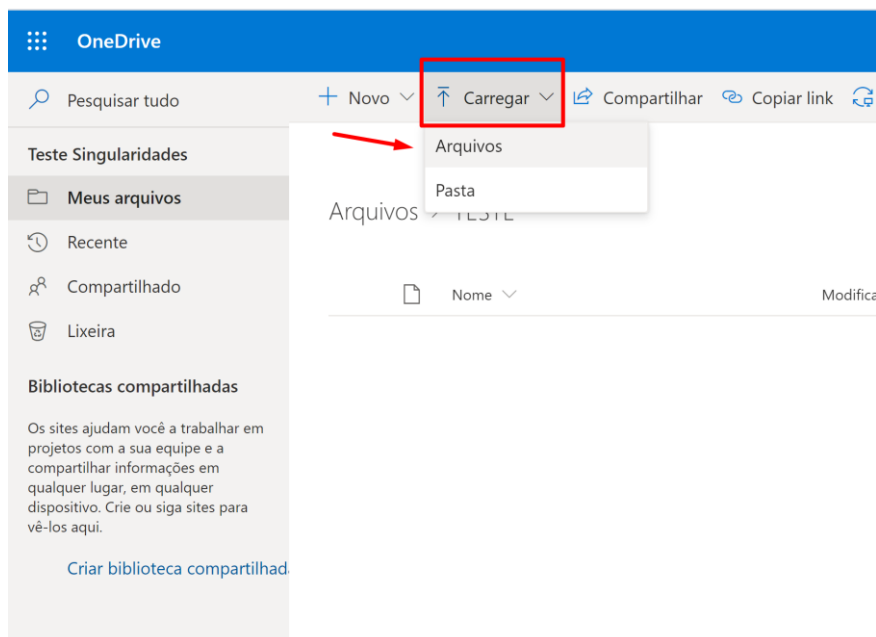 OneDrive
Pesquisar tudo
Novo
Carregar
Compartilhar
Copiar link
Arquivos
Pasta
Teste Singularidades
Meus arquivos
Recente
Compartilhado
Lixeira
Bibliotecas compartilhadas
Os sites ajudam você a trabalhar em
projetos com a sua equipe e a
compartilhar informações em
qualquer lugar, em qualquer
dispositivo. Crie ou siga sites para
vê-los aqui.
Criar biblioteca compartilhad
Arquivos > TESTE
Nome
Modifica